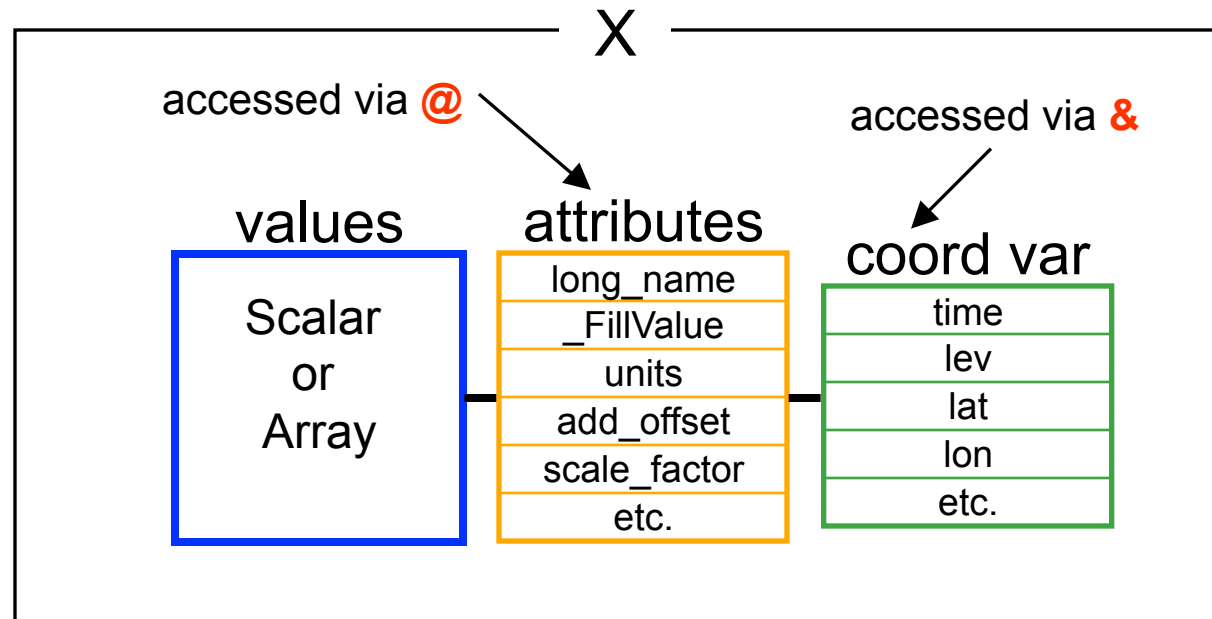 X
accessed via @
accessed via &
values
Scalar
or
Array
attributes
long_name
_FillValue
units
add_offset
scale_factor
etc.
coord var
time
lev
lat
lon
etc.